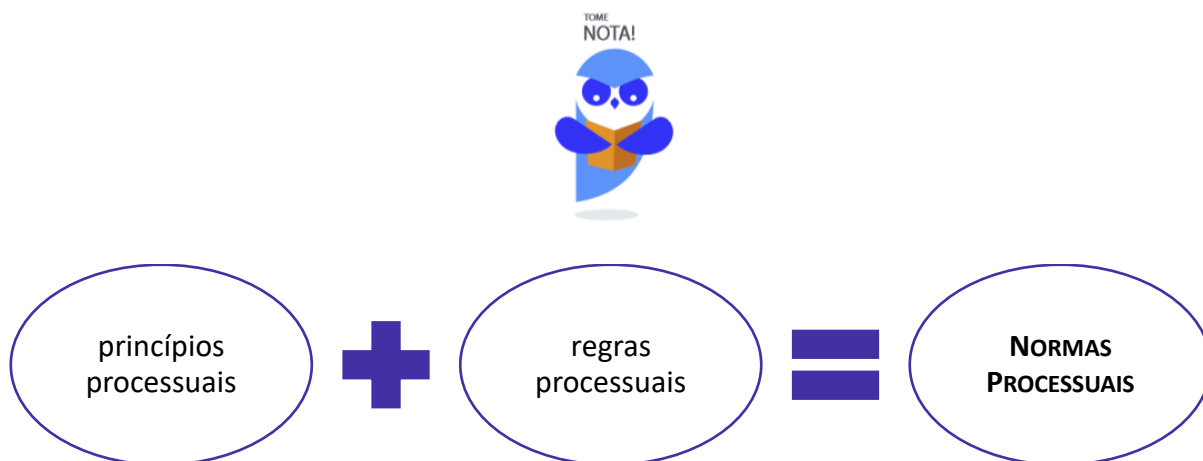 TOME
NOTA!
princípios
processuais
regras
processuais
NORMAS
PROCESSUAIS